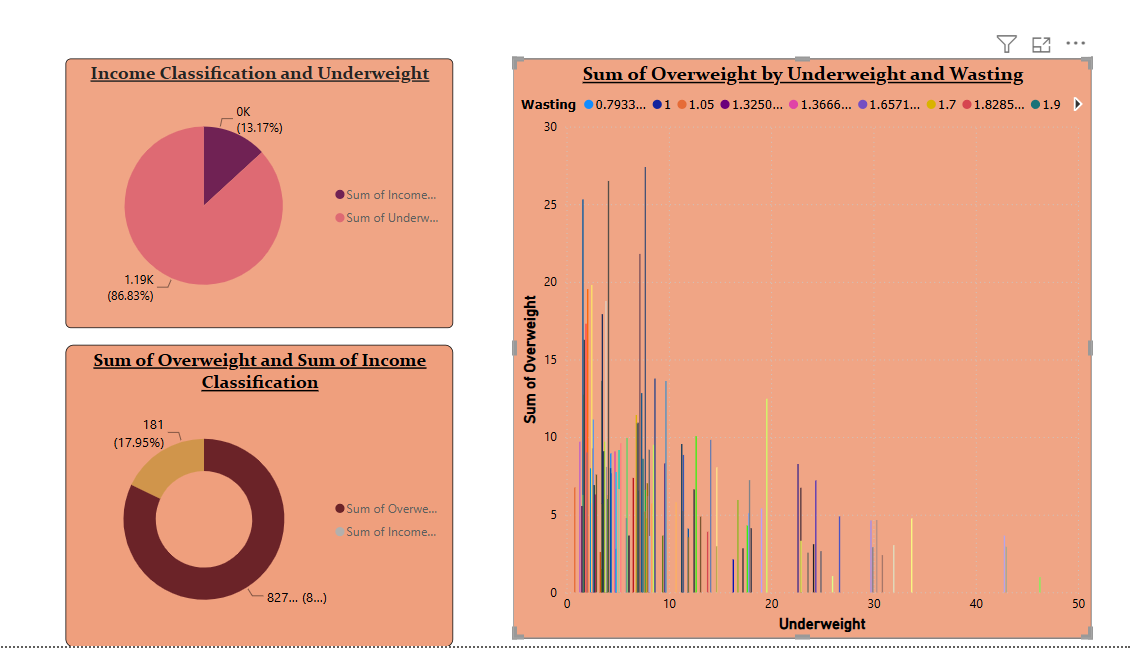 Income Classification and Underweight
0K
(13.17%)
Sum of Income...
Sum of Underw...
1.19K
(86.83%)
Sum of Overweight and Sum of Income
Classification
181
(17.95%)
Sum of Overwe...
Sum of Income...
827... (8...)
Sum of Overweight by Underweight and Wasting
Wasting 0.7933... 1 1.05 1.3250... 1.3666... 1.6571... 1.7 1.8285... 1.9
30
25
20
15
10
5
0
Sum of Overweight
0 10 20 30 40 50
Underweight